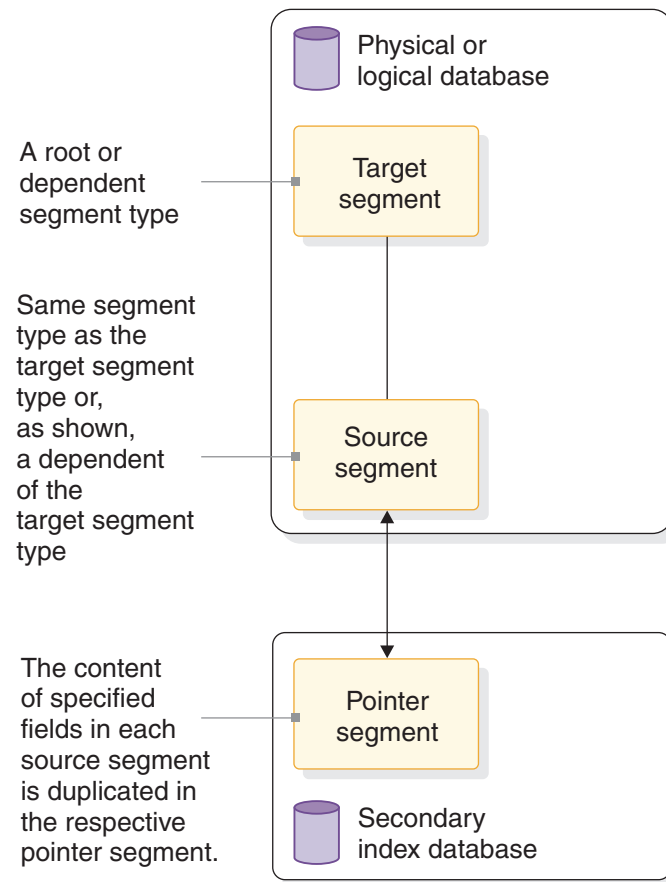 Physical or
logical database
A root or
dependent
segment type
Target
segment
Same segment
type as the
target segment
type or,
as shown,
a dependent
of the
target segment
type
Source
segment
The content
of specified
fields in each
source segment
is duplicated in
the respective
pointer segment.
Pointer
segment
Secondary
index database